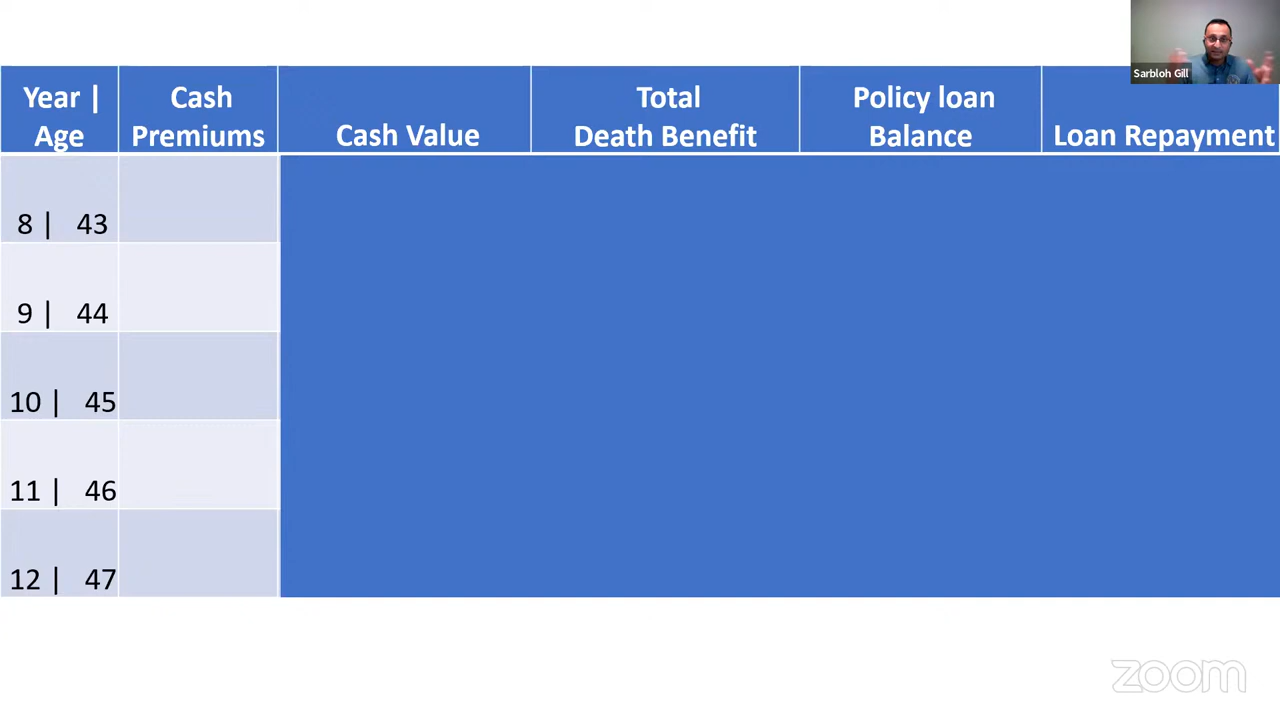 Sarbloh Gill
Year | Cash Total Policy loan
Age Premiums Cash Value Death Benefit Balance Loan Repayment
8 | 43
9 | 44
10 | 45
11 | 46
12 | 47
zoom